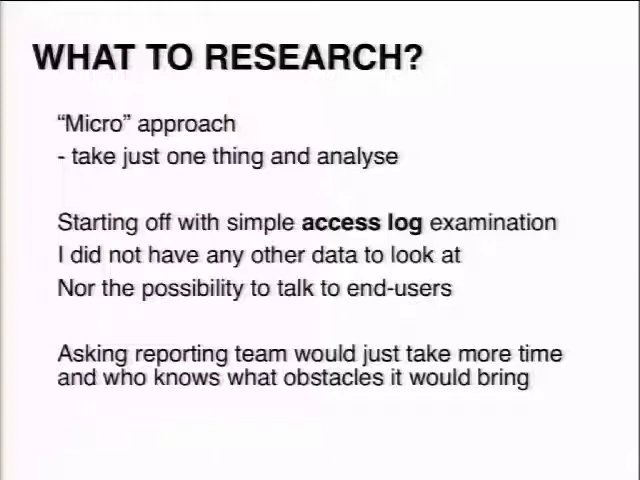 WHAT TO RESEARCH?
“Micro” approach
- take just one thing and analyse
Starting off with simple access log examination
I did not have any other data to look at
Nor the possibility to talk to end-users
Asking reporting team would just take more time
and who knows what obstacles it would bring